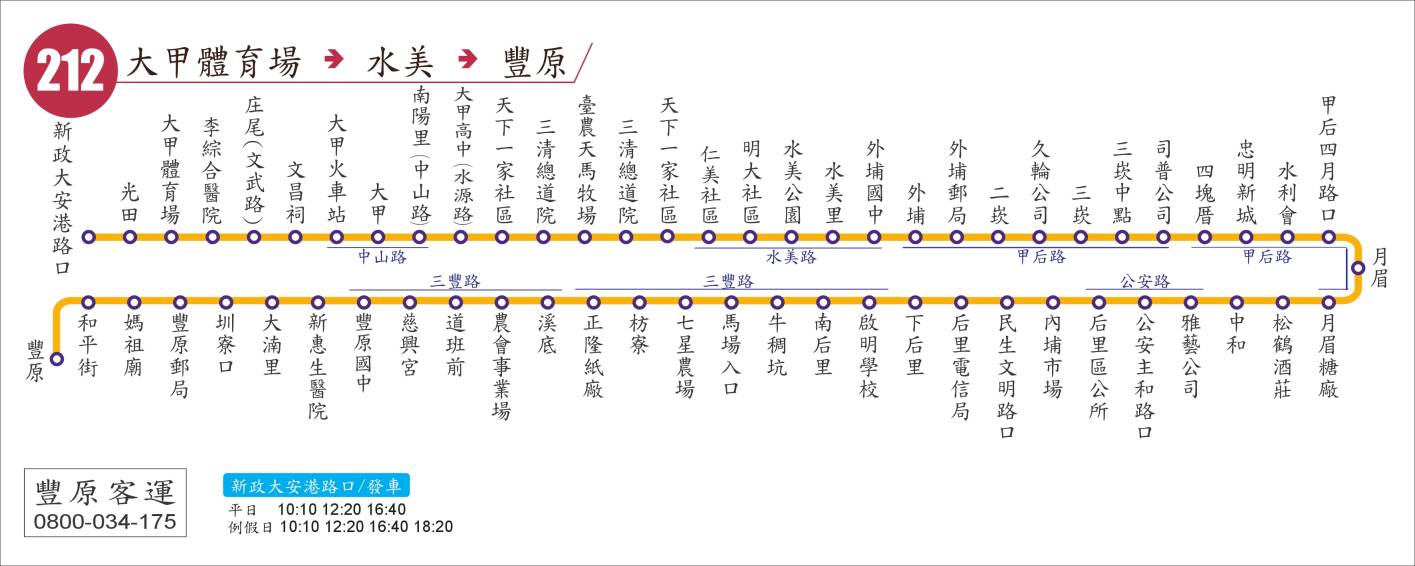 212
大甲體育場 ➔ 水美 ➔ 豐原
新政大安港路口
光田
大甲體育場
李綜合醫院
庄尾(文武路)
文昌祠
大甲火車站
大甲
南陽里(中山路)
大甲高中(水源路)
天下一家社區
三清總道院
臺農天馬牧場
三清總道院
天下一家社區
仁美社區
明大社區
水美公園
水美里
外埔國中
外埔
外埔郵局
二崁
久輪公司
三崁
三崁中點
司普公司
四塊厝
忠明新城
水利會
甲后四月路口
中山路
水美路
甲后路
甲后路
月眉
三豐路
三豐路
公安路
月眉糖廠
松鶴酒莊
中和
雅藝公司
公安主和路口
后里區公所
內埔市場
民生文明路口
后里電信局
下后里
啟明學校
南后里
牛稠坑
馬場入口
七星農場
枋寮
正隆紙廠
溪底
農會事業場
道班前
慈興宮
豐原國中
新惠生醫院
大湳里
圳寮口
豐原郵局
媽祖廟
和平街
豐原
豐原客運
0800-034-175
新政大安港路口/發車
平日 10:10 12:20 16:40
例假日 10:10 12:20 16:40 18:20